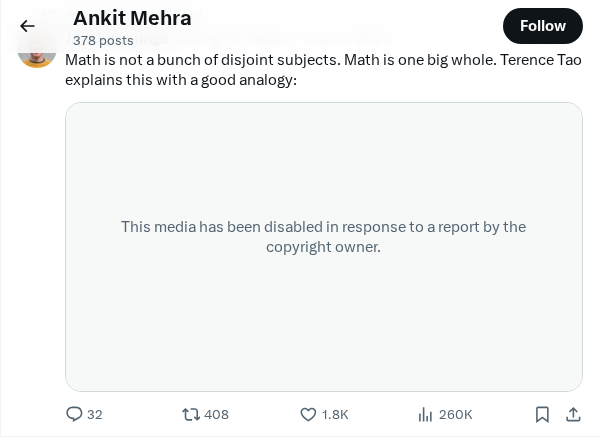 Ankit Mehra
378 posts
Follow
Math is not a bunch of disjoint subjects. Math is one big whole. Terence Tao
explains this with a good analogy:
This media has been disabled in response to a report by the
copyright owner.
32 408 1.8K 260K